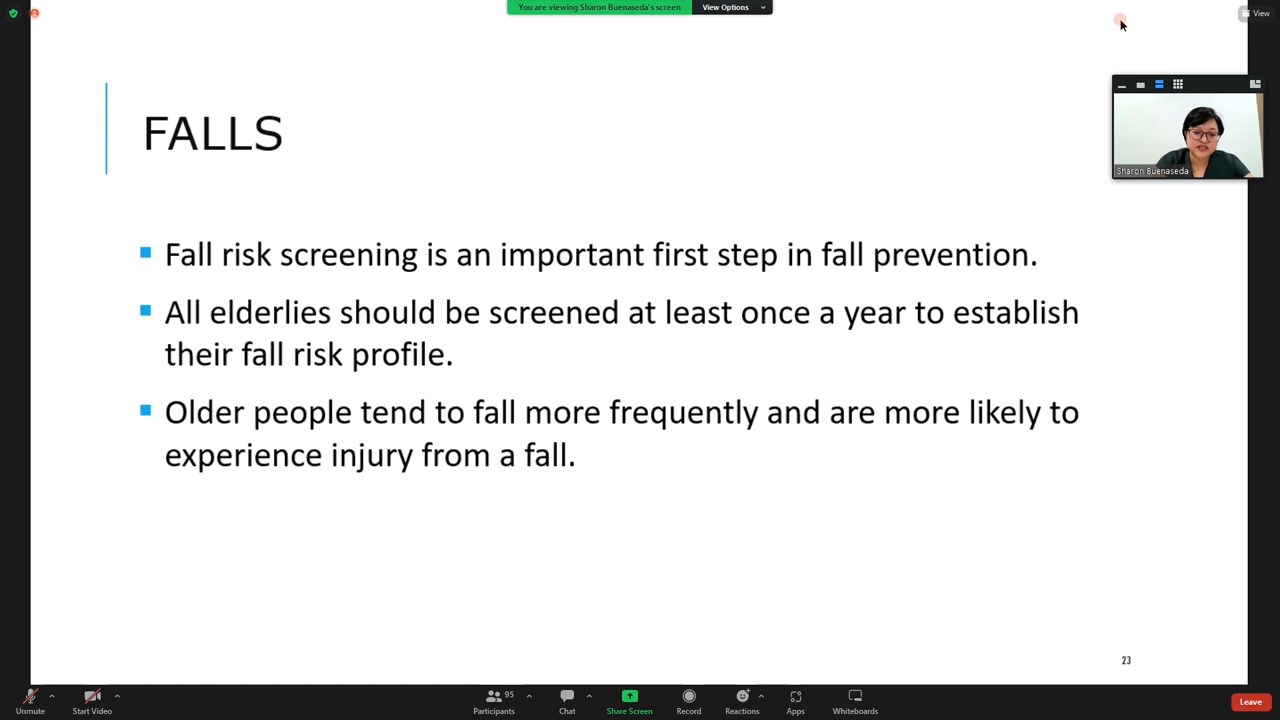 You are viewing Sharon Buenaseda's screen
View Options
View
FALLS
Sharon Buenaseda
Fall risk screening is an important first step in fall prevention.
All elderlies should be screened at least once a year to establish
their fall risk profile.
Older people tend to fall more frequently and are more likely to
experience injury from a fall.
23
Unmute
Start Video
95
Participants
Chat
Share Screen
Record
Reactions
Apps
Whiteboards
Leave